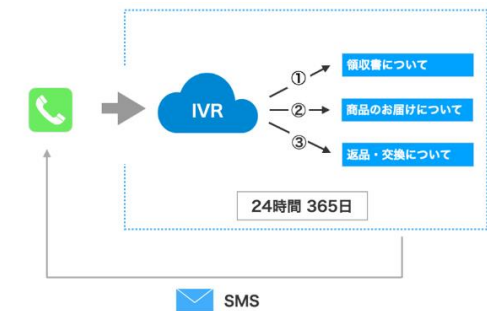 ① 領収書について
IVR
② 商品のお届けについて
③ 返品・交換について
24時間 365日
SMS